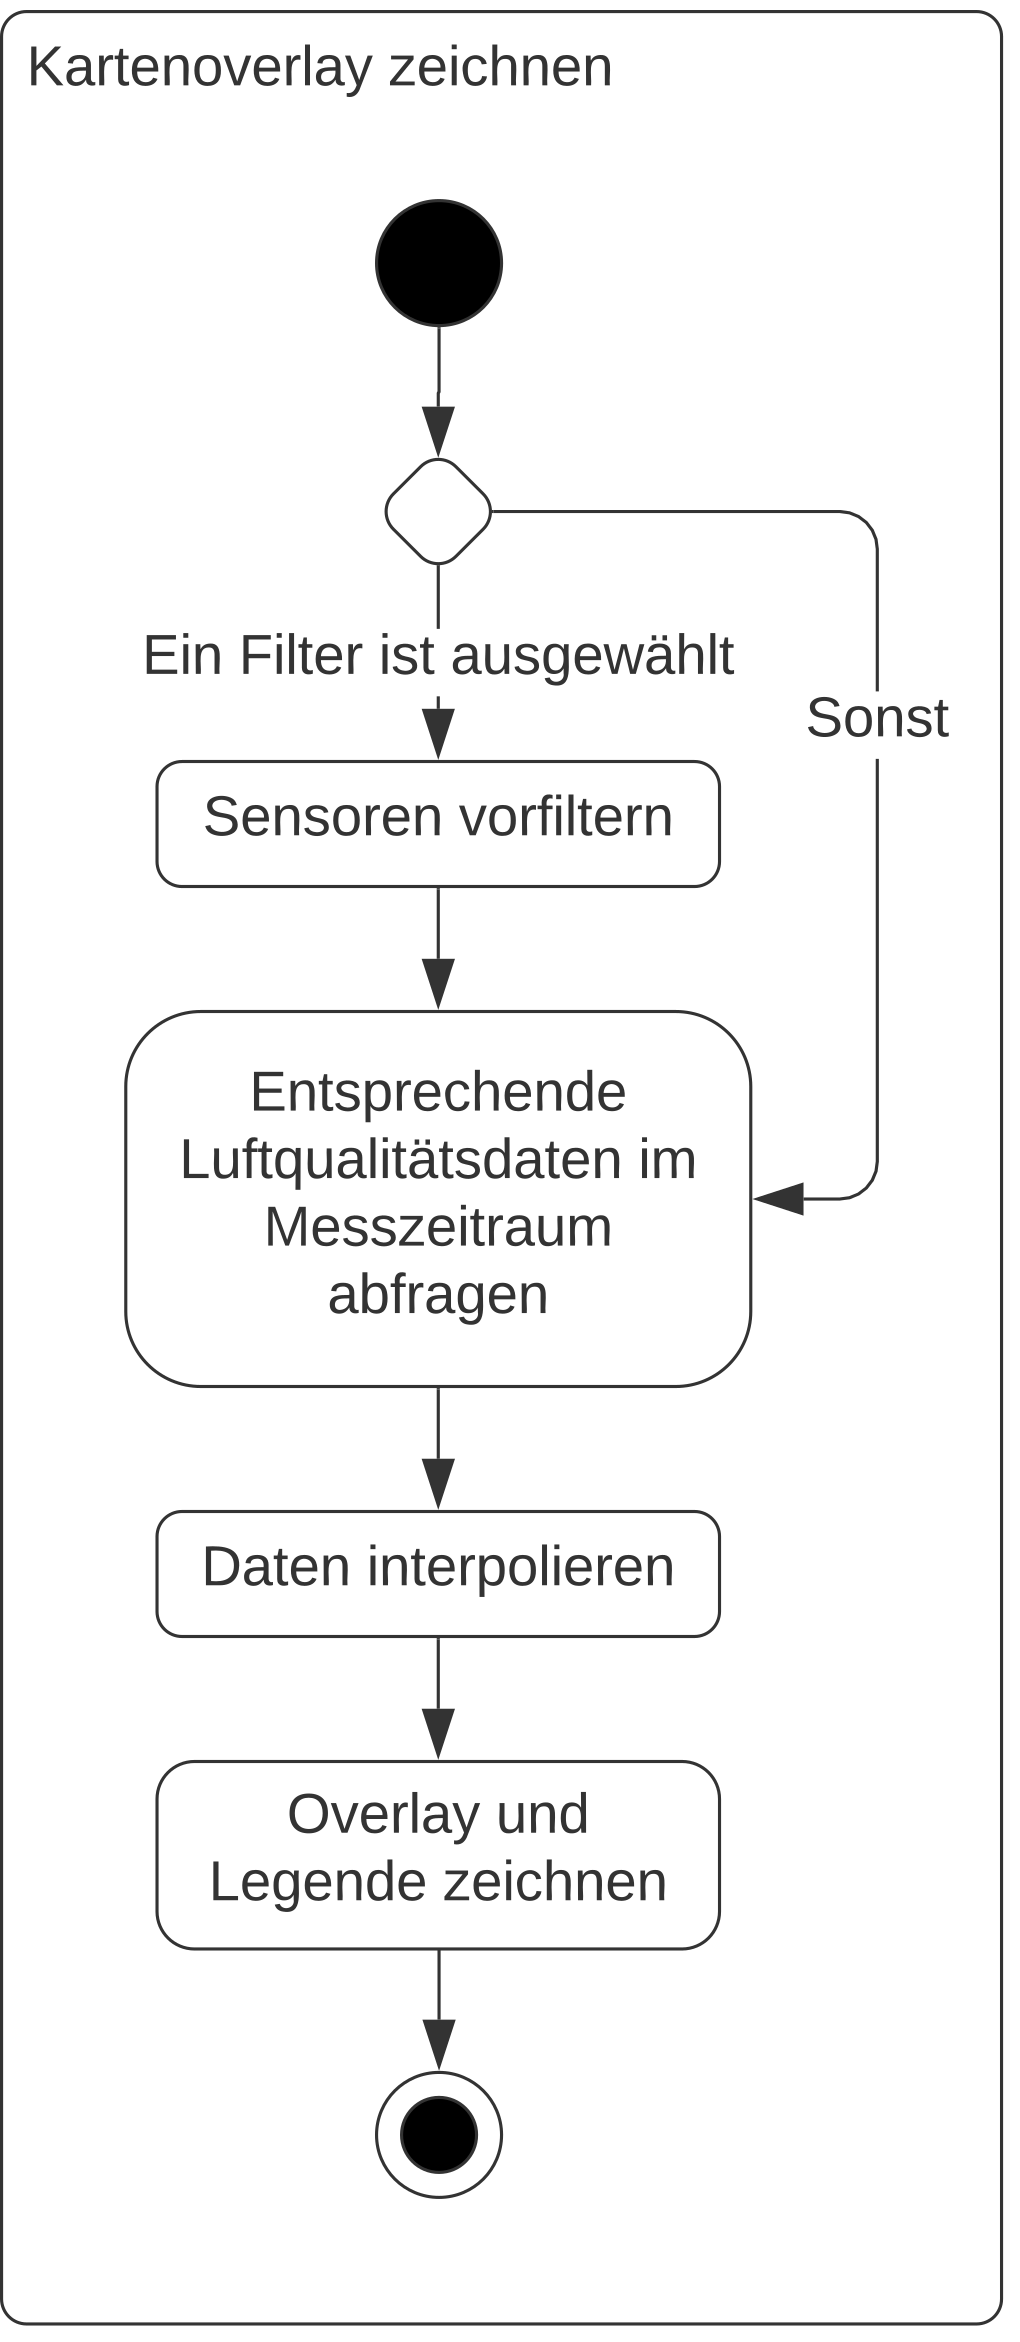 Kartenoverlay zeichnen
Ein Filter ist ausgewählt
Sonst
Sensoren vorfiltern
Entsprechende
Luftqualitätsdaten im
Messzeitraum
abfragen
Daten interpolieren
Overlay und
Legende zeichnen